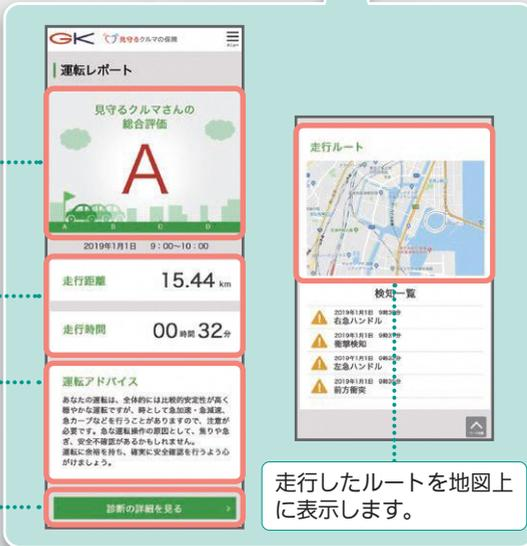 GK 見守るクルマの保険
メニュー
運転レポート
見守るクルマさんの
総合評価
A
A B C D
2019年1月1日 9：00〜10：00
走行距離 15.44 km
走行時間 00時間 32分
運転アドバイス
あなたの運転は、全体的には比較的安定性が高く
穏やかな運転ですが、時として急加速・急減速、
急カーブなどを行うことがありますので、注意が
必要です。急な運転操作の原因として、焦りや急
ぎ、安全不確認があるかもしれません。
運転に余裕を持ち、確実に安全確認を行うよう心
がけましょう。
診断の詳細を見る
走行ルート
検知一覧
2019年1月1日
右急ハンドル
2019年1月1日
衝撃検知
2019年1月1日
左急ハンドル
2019年1月1日
前方衝突
走行したルートを地図上
に表示します。